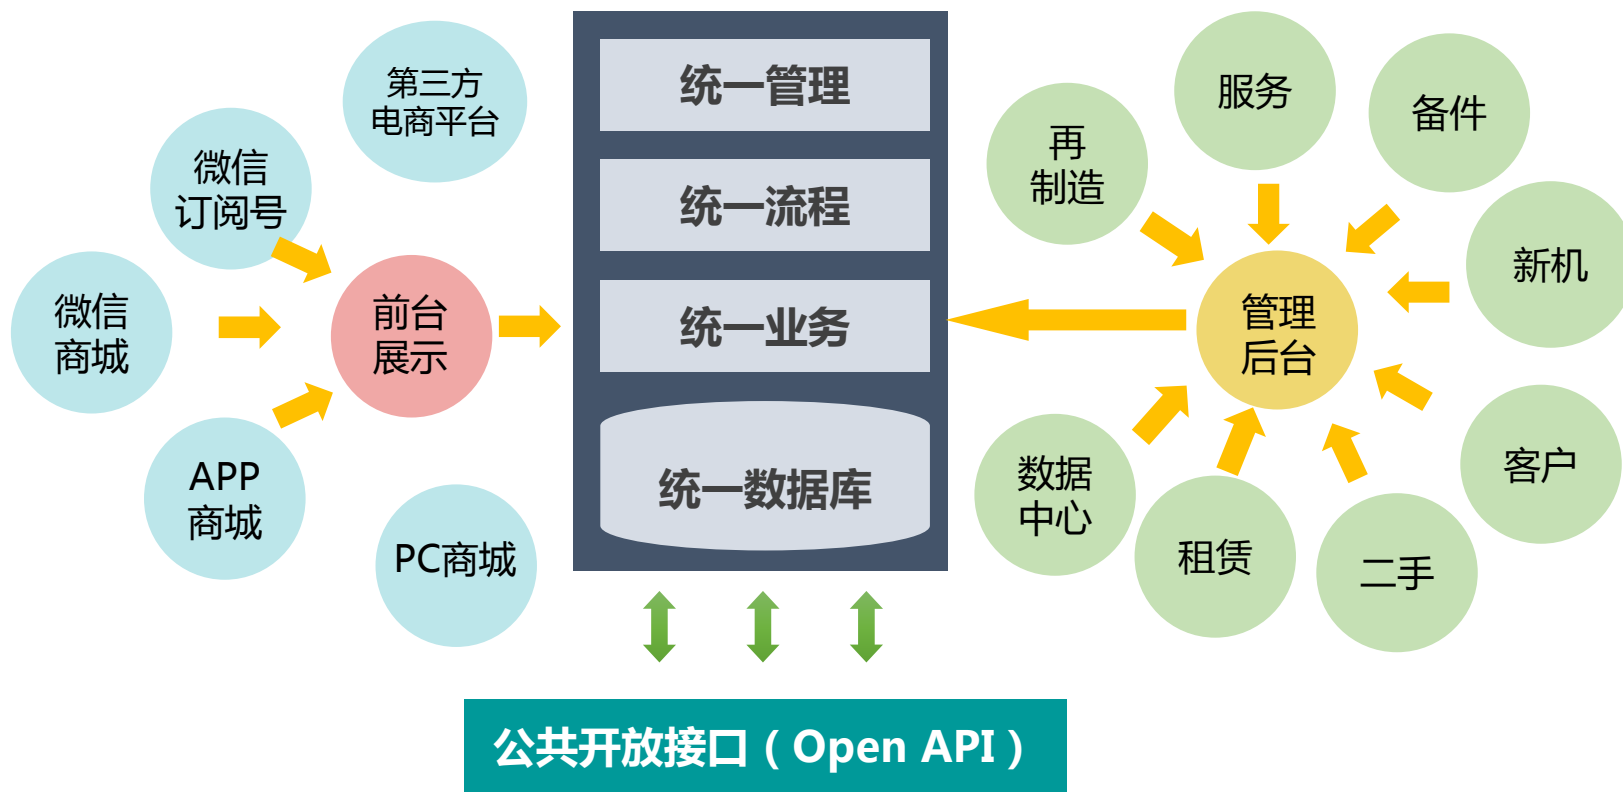 第三方
电商平台
微信
订阅号
微信
商城
APP
商城
PC商城
前台
展示
统一管理
统一流程
统一业务
统一数据库
再
制造
服务
备件
新机
管理
后台
客户
二手
租赁
数据
中心
公共开放接口（Open API）